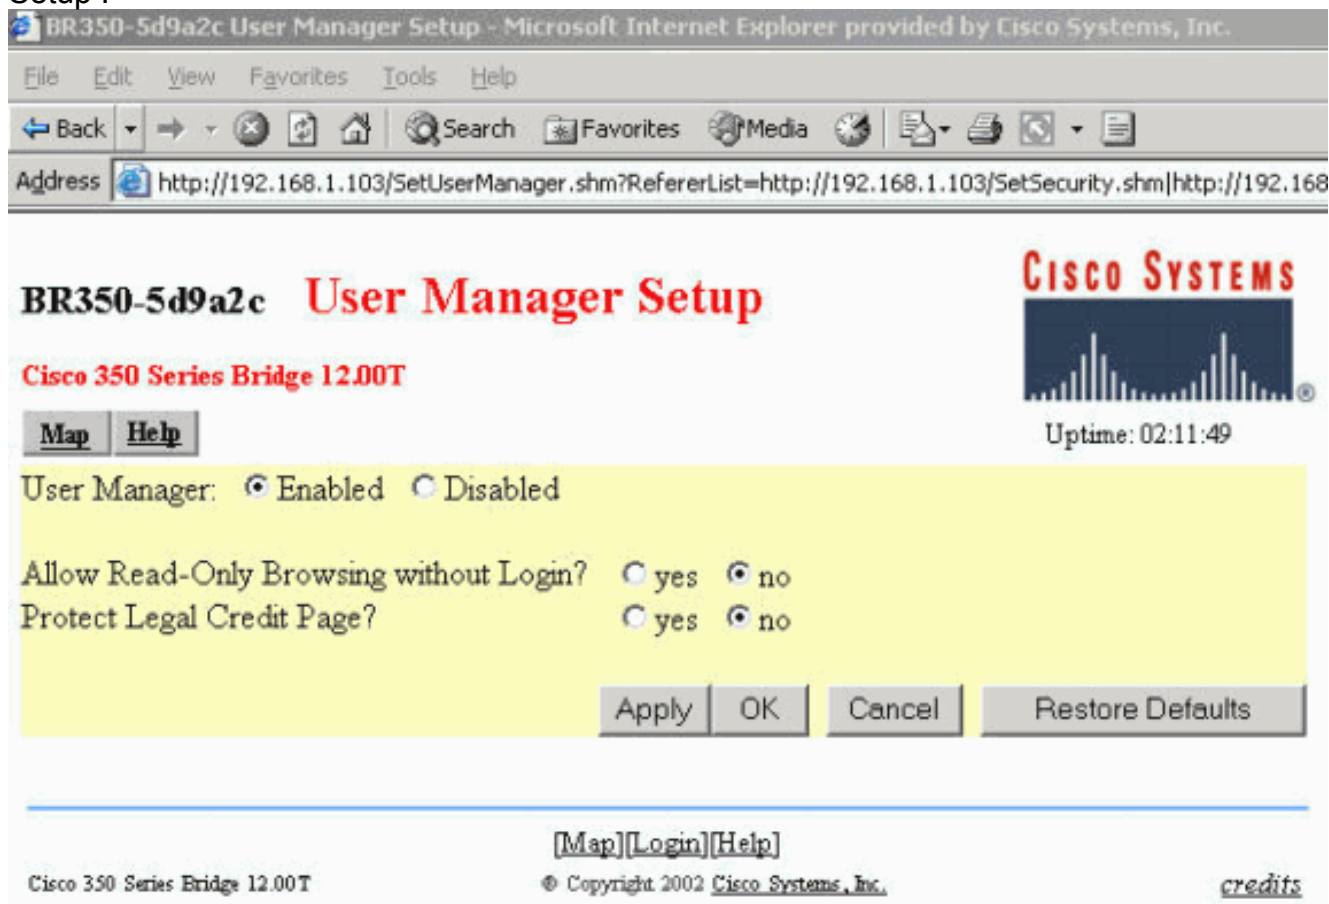 BR350-5d9a2c User Manager Setup - Microsoft Internet Explorer provided by Cisco Systems, Inc.
File Edit View Favorites Tools Help
Back Search Favorites Media
Address http://192.168.1.103/SetUserManager.shm?RefererList=http://192.168.1.103/SetSecurity.shm|http://192.168
CISCO SYSTEMS
BR350-5d9a2c User Manager Setup
Cisco 350 Series Bridge 12.00T
Map Help
Uptime: 02:11:49
User Manager: Enabled Disabled
Allow Read-Only Browsing without Login? yes no
Protect Legal Credit Page? yes no
Apply OK Cancel Restore Defaults
[Map][Login][Help]
Cisco 350 Series Bridge 12.00T © Copyright 2002 Cisco Systems, Inc. credits